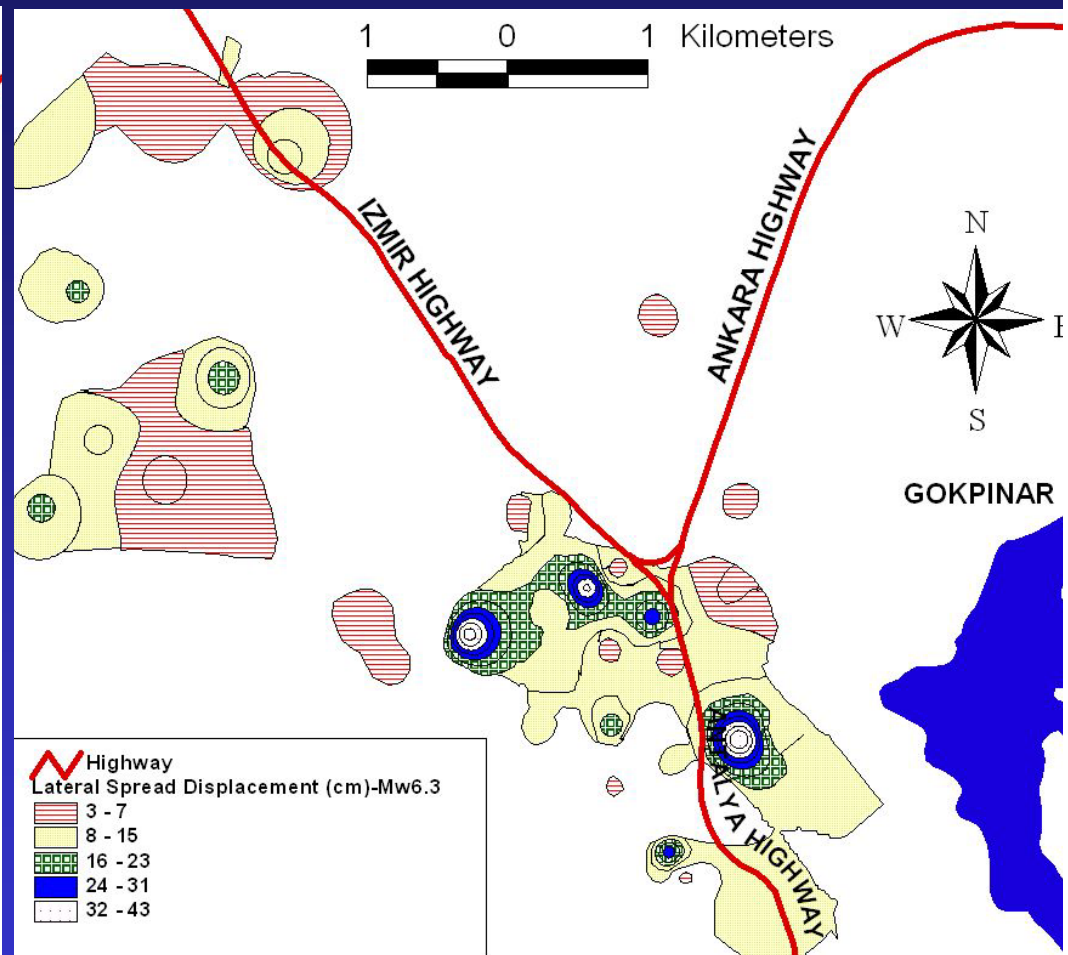 1 0 1 Kilometers
IZMIR HIGHWAY
ANKARA HIGHWAY
N
W E
S
GOKPINAR
ANTALYA HIGHWAY
Highway
Lateral Spread Displacement (cm)-Mw6.3
3 - 7
8 - 15
16 - 23
24 - 31
32 - 43